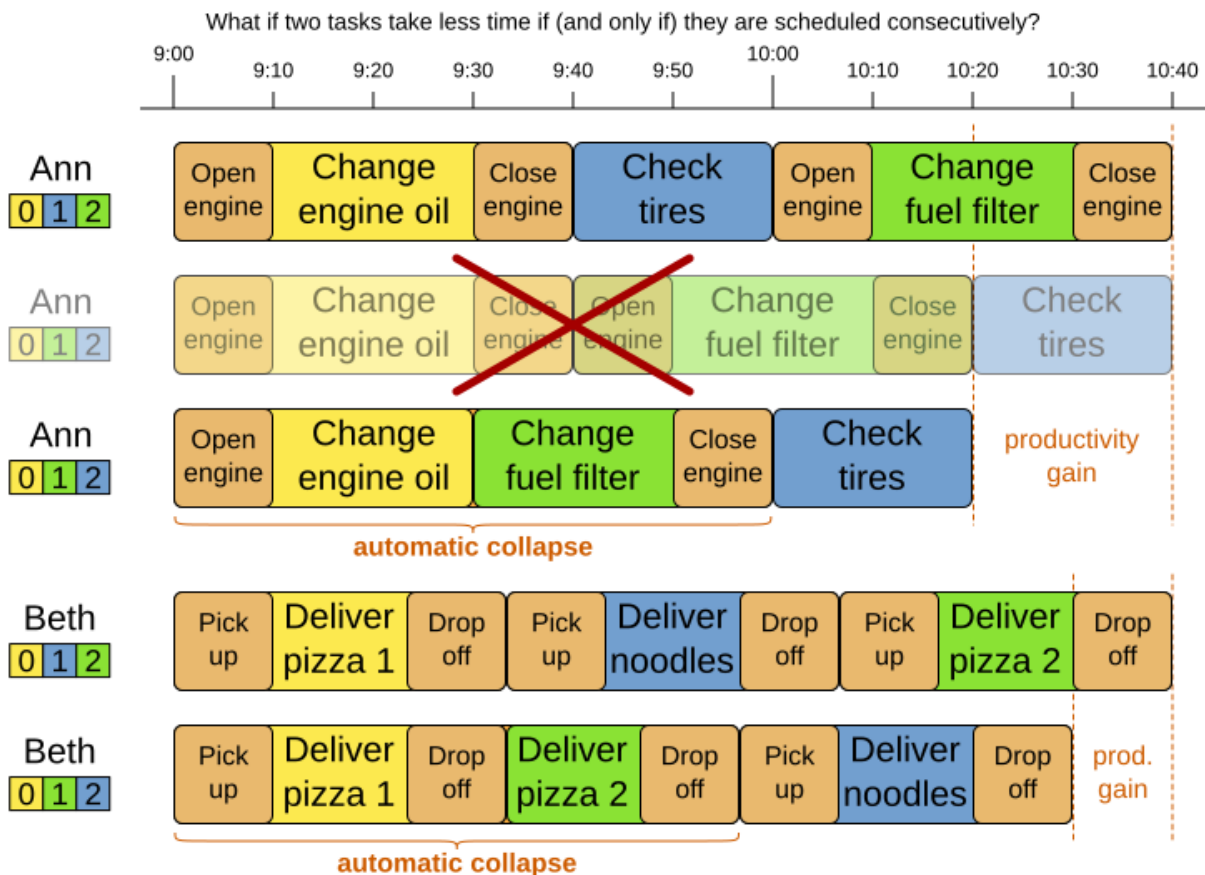 What if two tasks take less time if (and only if) they are scheduled consecutively?
9:00
10:00
9:10 9:20 9:30 9:40 9:50 10:10 10:20 10:30 10:40
Ann
0 1 2
Open
engine
Change
engine oil
Close
engine
Check
tires
Open
engine
Change
fuel filter
Close
engine
Ann
0 1 2
Open
engine
Change
engine oil
Close
engine
Open
engine
Change
fuel filter
Close
engine
Check
tires
Ann
0 1 2
Open
engine
Change
engine oil
Change
fuel filter
Close
engine
Check
tires
productivity
gain
automatic collapse
Beth
0 1 2
Pick
up
Deliver
pizza 1
Drop
off
Pick
up
Deliver
noodles
Drop
off
Pick
up
Deliver
pizza 2
Drop
off
Beth
0 1 2
Pick
up
Deliver
pizza 1
Drop
off
Deliver
pizza 2
Drop
off
Pick
up
Deliver
noodles
Drop
off
prod.
gain
automatic collapse